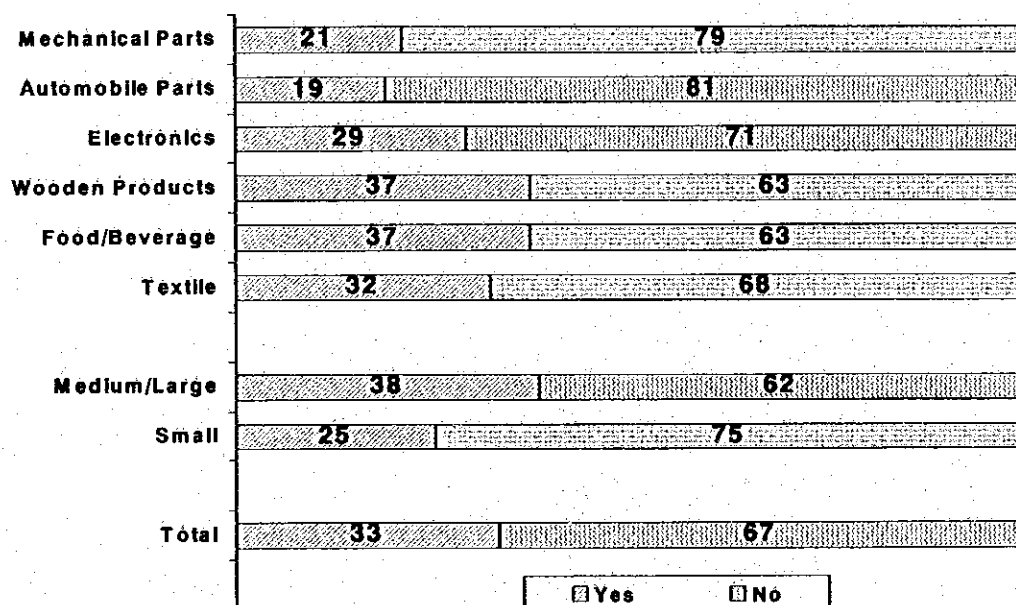 Mechanical Parts 21 79
Automobile Parts 19 81
Electronics 29 71
Wooden Products 37 63
Food/Beverage 37 63
Textile 32 68
Medium/Large 38 62
Small 25 75
Total 33 67
Yes No